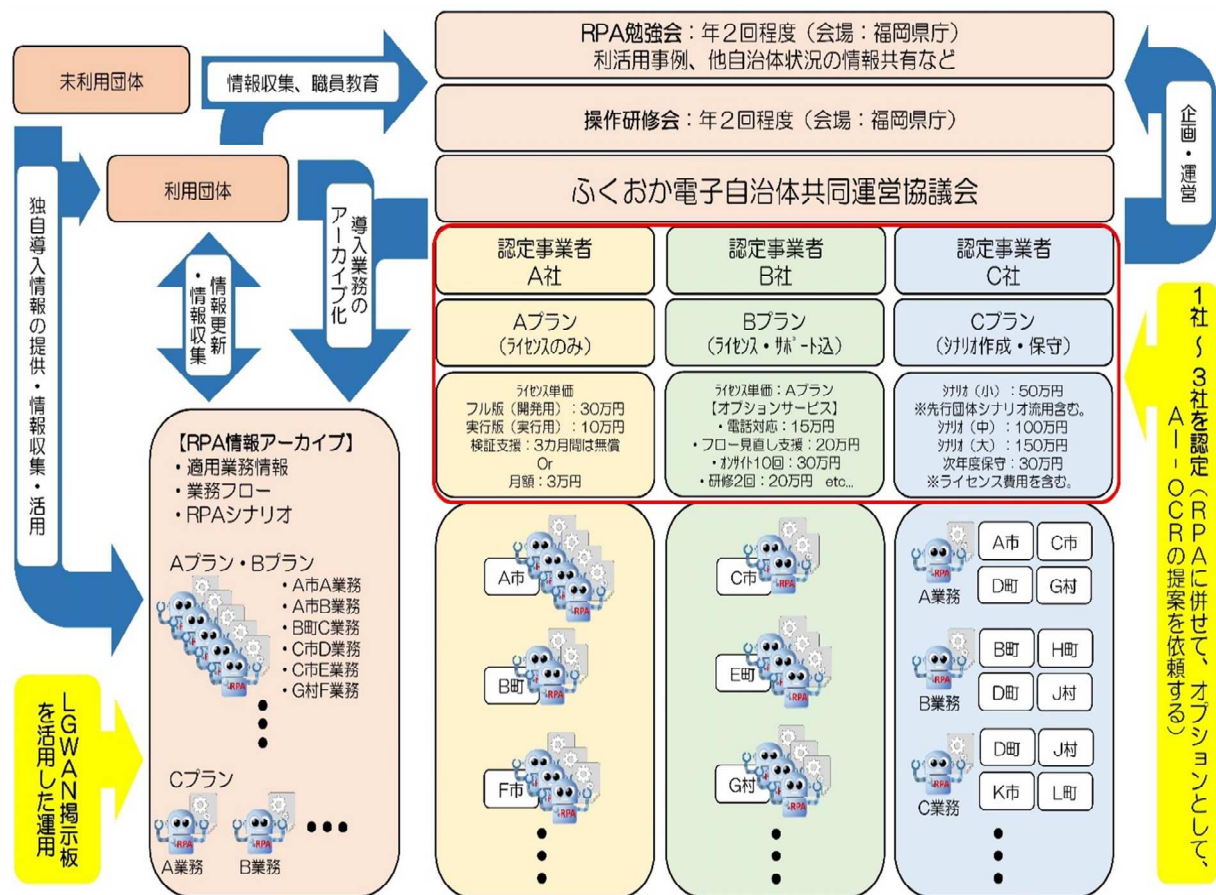 RPA勉強会：年２回程度（会場：福岡県庁）
利活用事例、他自治体状況の情報共有など
未利用団体
情報収集、職員教育
操作研修会：年２回程度（会場：福岡県庁）
企画・運営
利用団体
ふくおか電子自治体共同運営協議会
独自導入情報の提供・情報収集・活用
情報更新
・情報収集
導入業務の
アーカイブ化
認定事業者
A社
認定事業者
B社
認定事業者
C社
Aプラン
(ﾗｲｾﾝｽのみ)
Bプラン
(ﾗｲｾﾝｽ・ｻﾎﾟｰﾄ込)
Cプラン
(ｼﾅﾘｵ作成・保守)
ﾗｲｾﾝｽ単価
フル版（開発用）：30万円
実行版（実行用）：10万円
検証支援：3カ月間は無償
Or
月額：3万円
ﾗｲｾﾝｽ単価：Aプラン
【オプションサービス】
・電話対応：15万円
・フロー見直し支援：20万円
・ｵﾝｻｲﾄ10回：30万円
・研修2回：20万円 etc...
ｼﾅﾘｵ（小）：50万円
※先行団体シナリオ流用含む。
ｼﾅﾘｵ（中）：100万円
ｼﾅﾘｵ（大）：150万円
次年度保守：30万円
※ライセンス費用を含む。
１社～３社を認定（RPAに併せて、オプションとして、
AI－OCRの提案を依頼する）
【RPA情報アーカイブ】
・適用業務情報
・業務フロー
・RPAシナリオ
Aプラン・Bプラン
・A市A業務
・A市B業務
・B町C業務
・C市D業務
・C市E業務
・G村F業務
RPA
Cプラン
RPA
RPA
A業務
B業務
LGWAN掲示板
を活用した運用
A市
RPA
B町
RPA
F市
RPA
C市
RPA
E町
RPA
G村
RPA
RPA
A業務
A市
C市
D町
G村
RPA
B業務
B町
H町
D町
J村
RPA
C業務
D町
J村
K市
L町